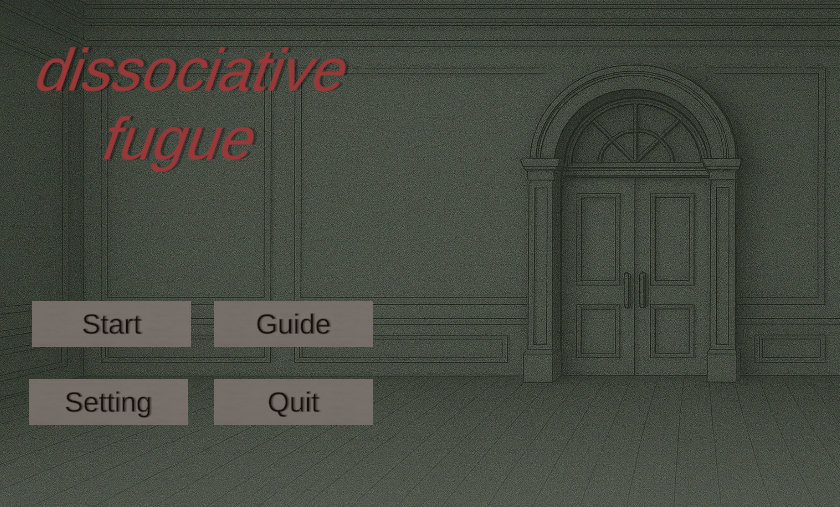 dissociative
fugue
Start
Guide
Setting
Quit